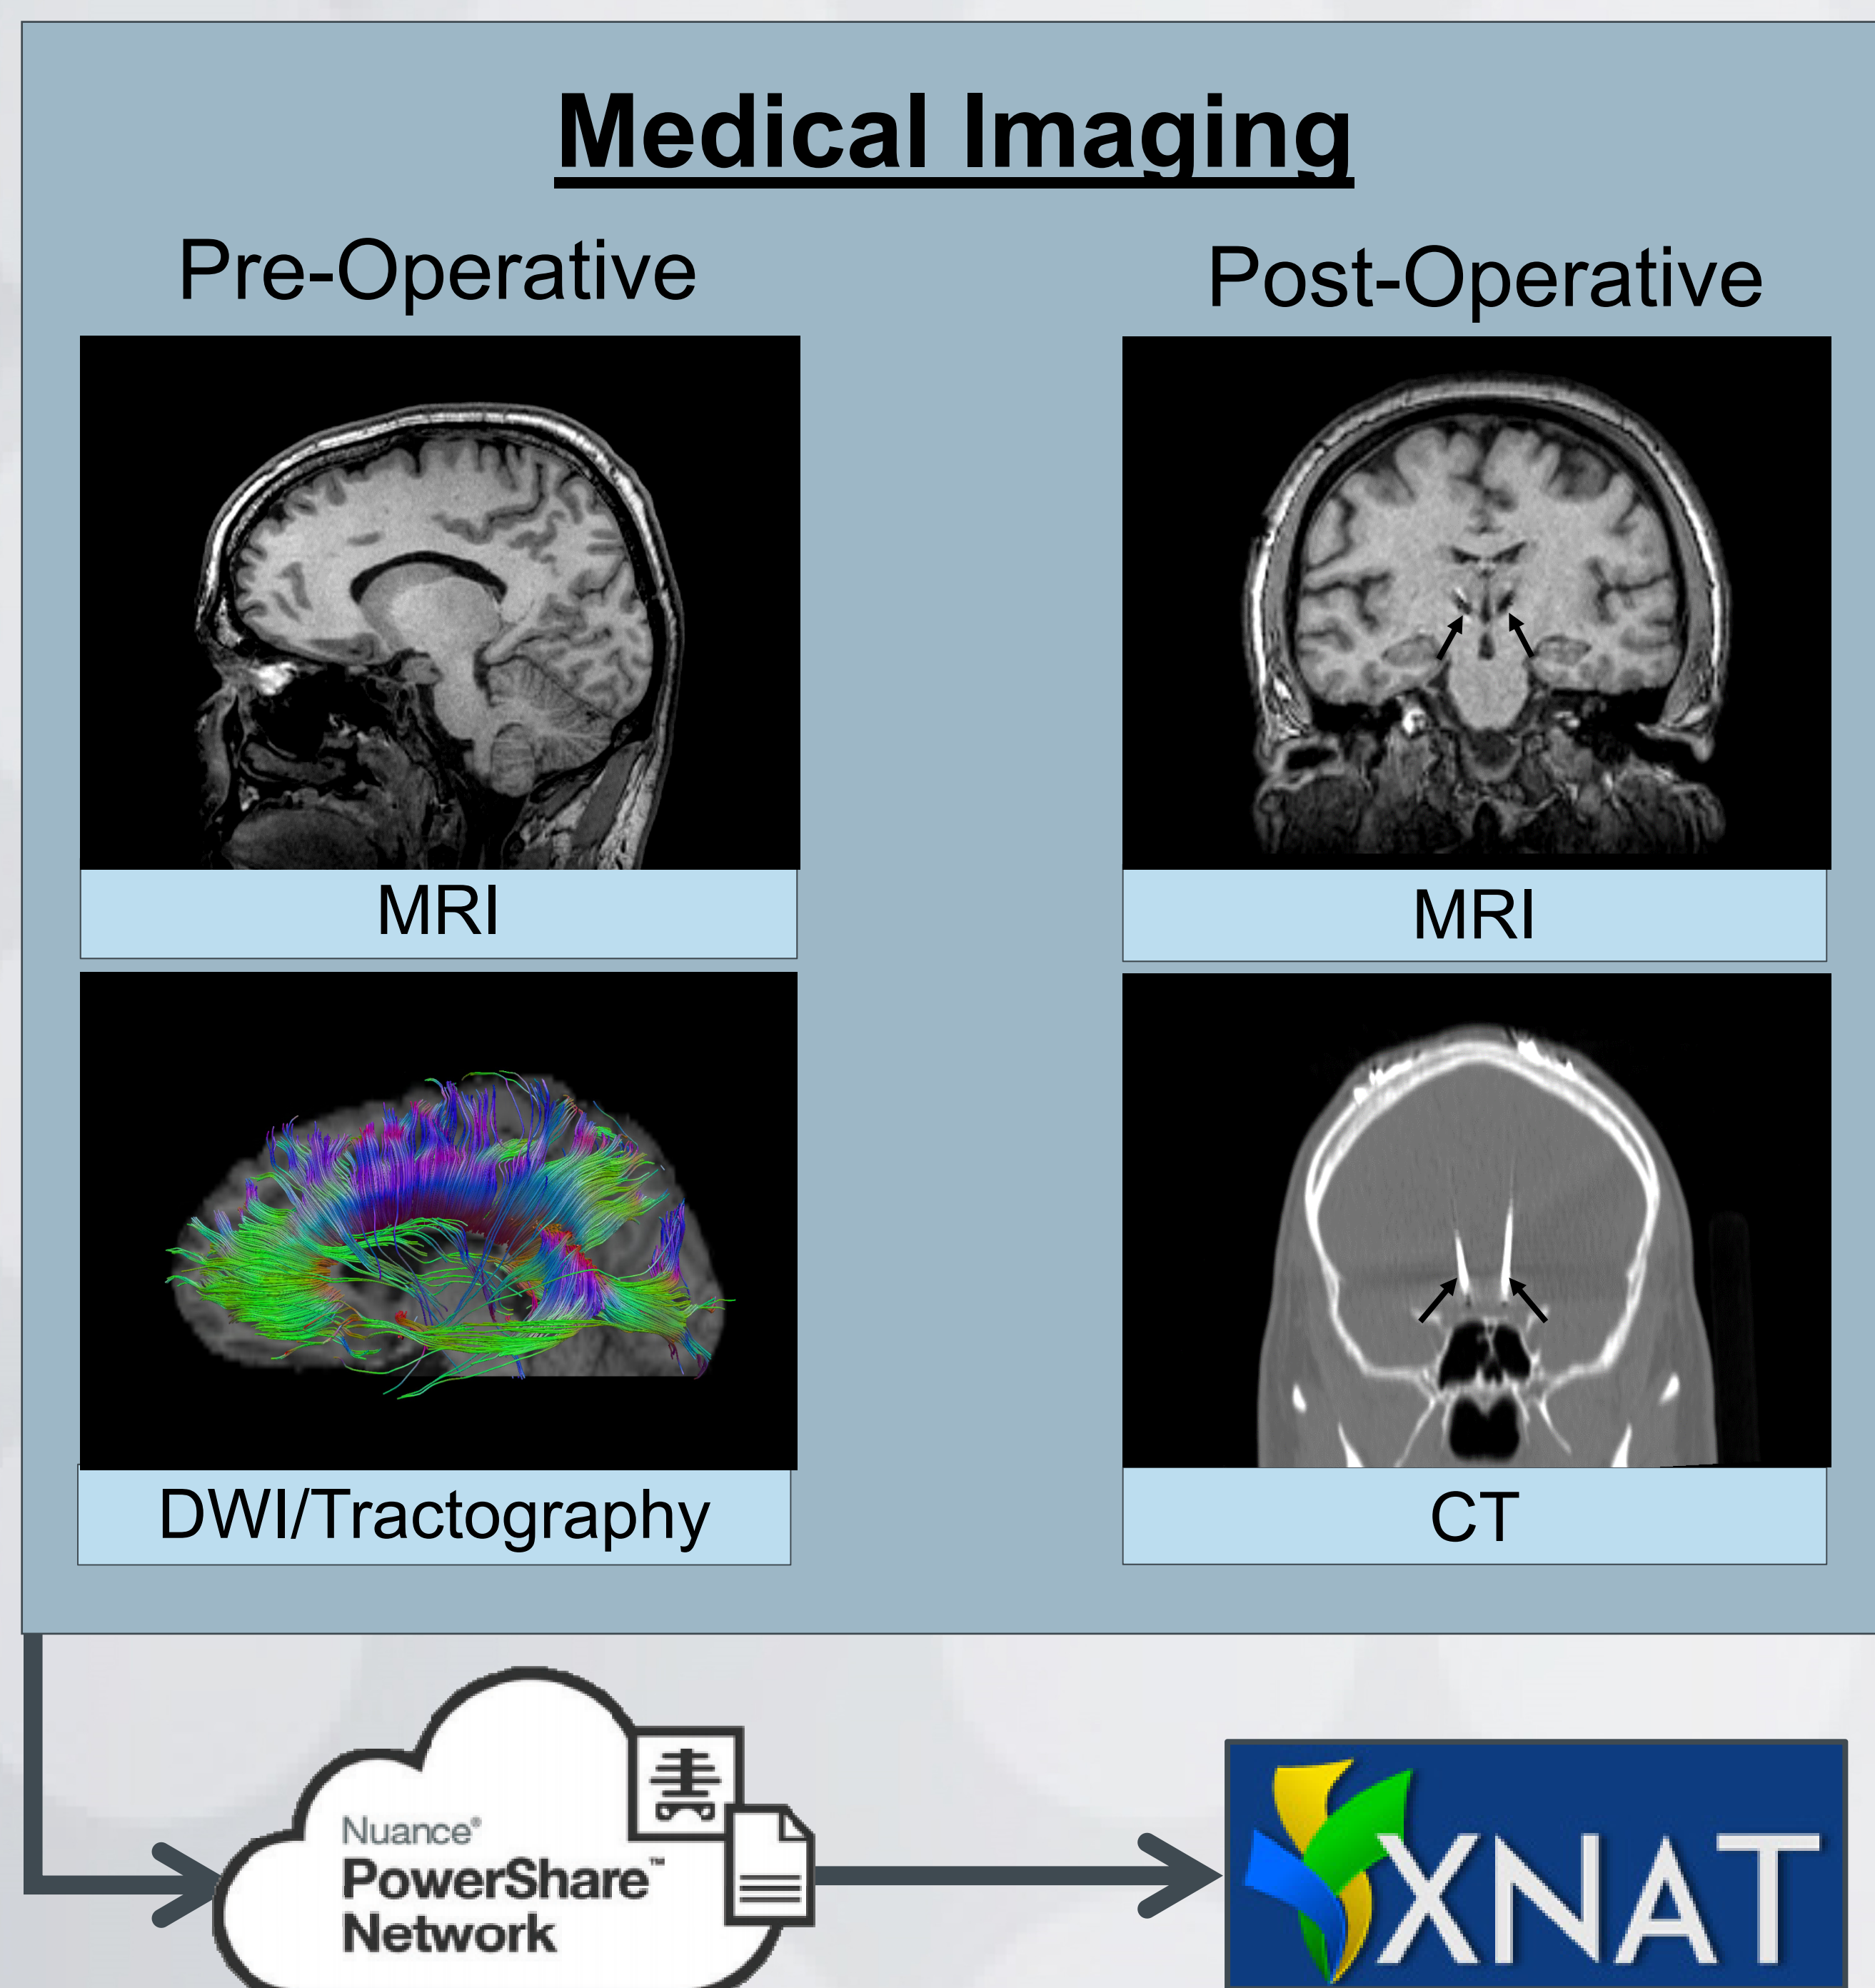 Medical Imaging
Pre-Operative
Post-Operative
MRI
MRI
DWI/Tractography
CT
Nuance®
PowerShare™
Network
XNAT